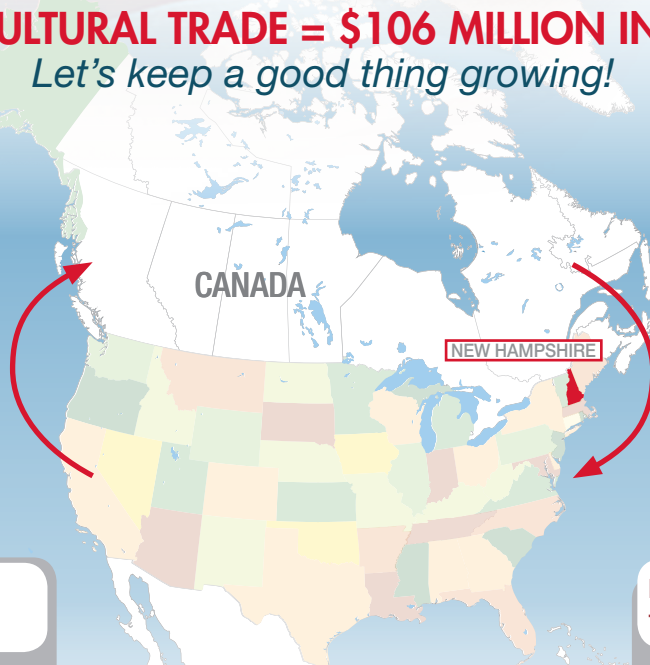 ULTURAL TRADE = $106 MILLION IN
Let's keep a good thing growing!
CANADA
NEW HAMPSHIRE